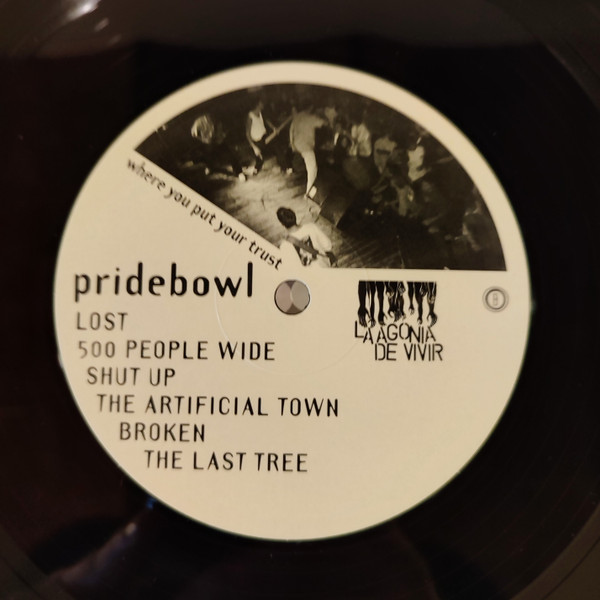 where you put your trust
pridebowl
LOST
500 PEOPLE WIDE
SHUT UP
THE ARTIFICIAL TOWN
BROKEN
THE LAST TREE
LA AGONIA
DE VIVIR